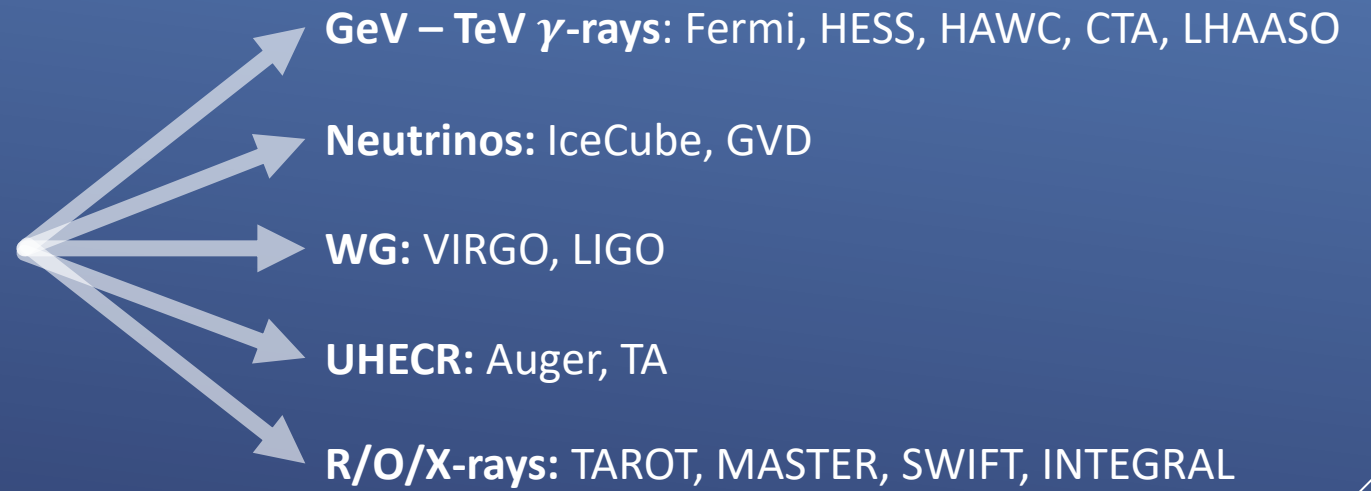 GeV – TeV γ-rays: Fermi, HESS, HAWC, CTA, LHAASO
Neutrinos: IceCube, GVD
WG: VIRGO, LIGO
UHECR: Auger, TA
R/O/X-rays: TAROT, MASTER, SWIFT, INTEGRAL